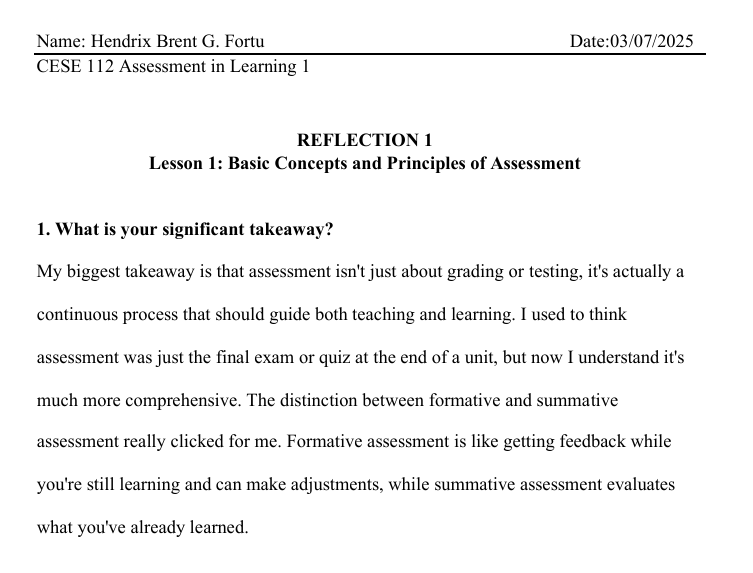 Name: Hendrix Brent G. Fortu Date:03/07/2025
CESE 112 Assessment in Learning 1
REFLECTION 1
Lesson 1: Basic Concepts and Principles of Assessment
1. What is your significant takeaway?
My biggest takeaway is that assessment isn't just about grading or testing, it's actually a
continuous process that should guide both teaching and learning. I used to think
assessment was just the final exam or quiz at the end of a unit, but now I understand it's
much more comprehensive. The distinction between formative and summative
assessment really clicked for me. Formative assessment is like getting feedback while
you're still learning and can make adjustments, while summative assessment evaluates
what you've already learned.